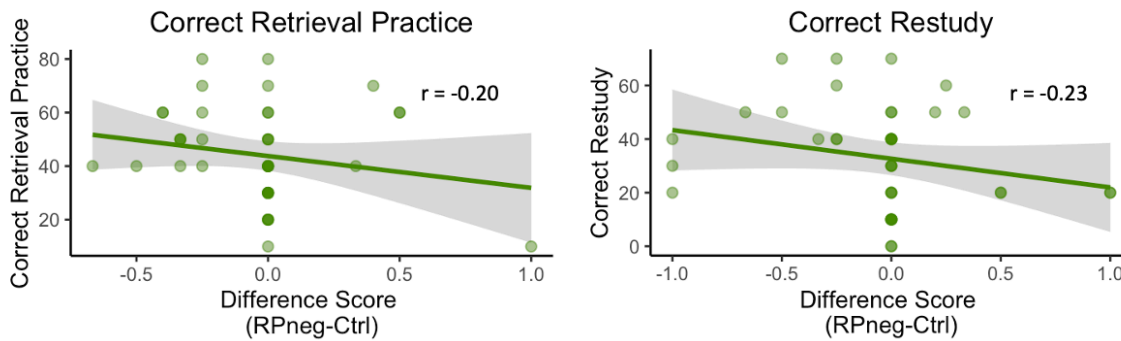 Correct Retrieval Practice
Correct Retrieval Practice
80
60
40
20
r = -0.20
-0.5
0.0
0.5
1.0
Difference Score
(RPneg-Ctrl)
Correct Restudy
Correct Restudy
60
40
20
0
r = -0.23
-1.0
-0.5
0.0
0.5
1.0
Difference Score
(RPneg-Ctrl)